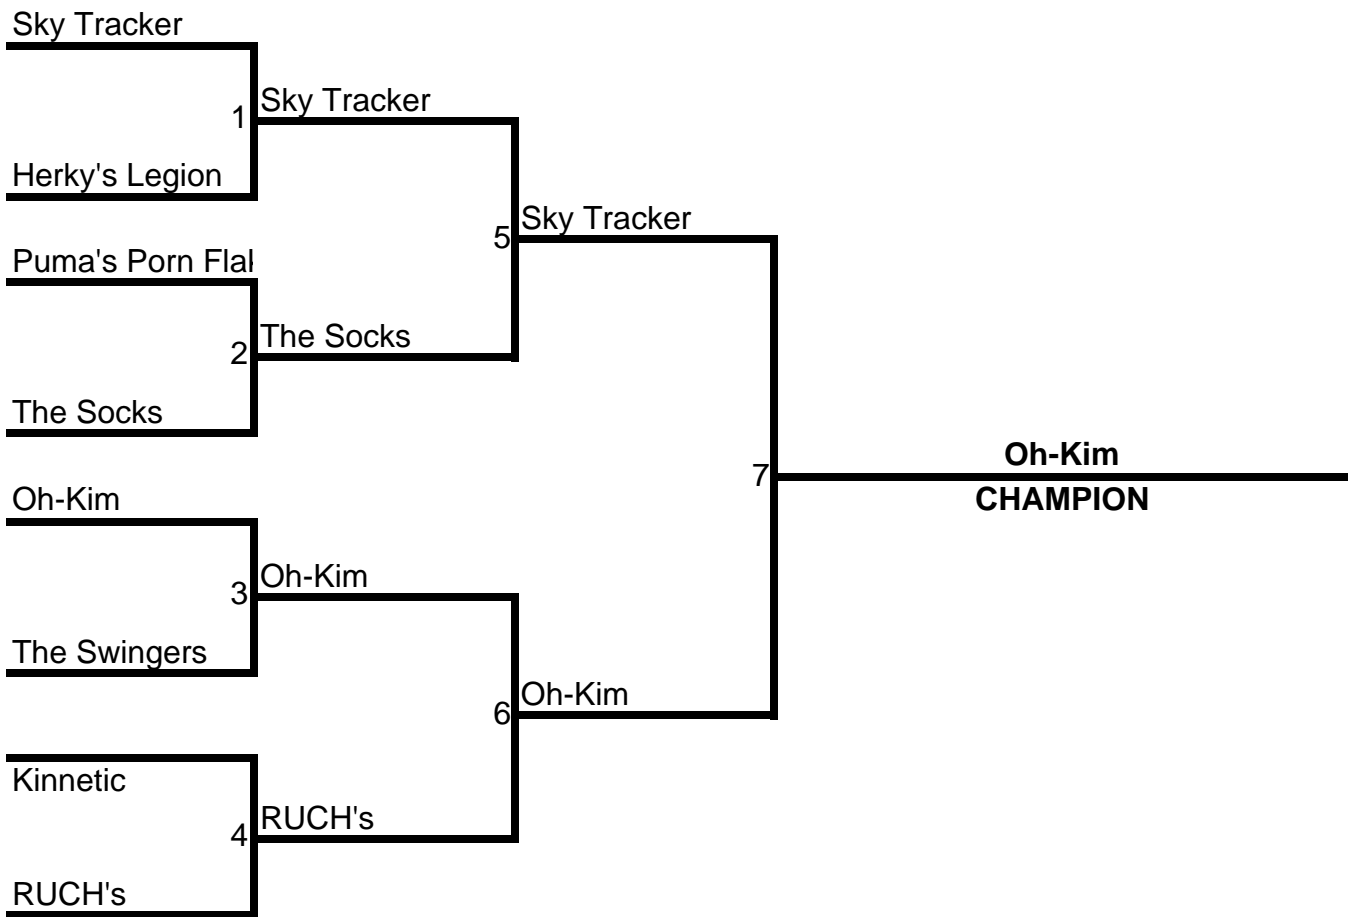 Sky Tracker
1
Sky Tracker
Herky's Legion
5
Sky Tracker
Puma's Porn
2
The Socks
The Socks
7
Oh-Kim
CHAMPION
Oh-Kim
3
Oh-Kim
The Swingers
6
Oh-Kim
Kinnetic
4
RUCH's
RUCH's